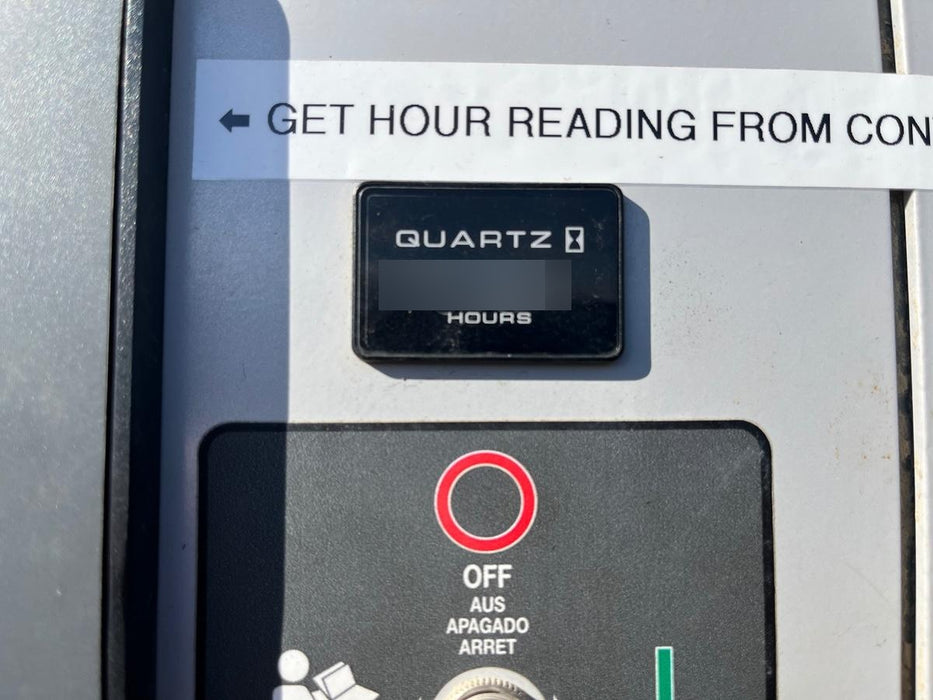 GET HOUR READING FROM CON
QUARTZ
HOURS
OFF
AUS
APAGADO
ARRET